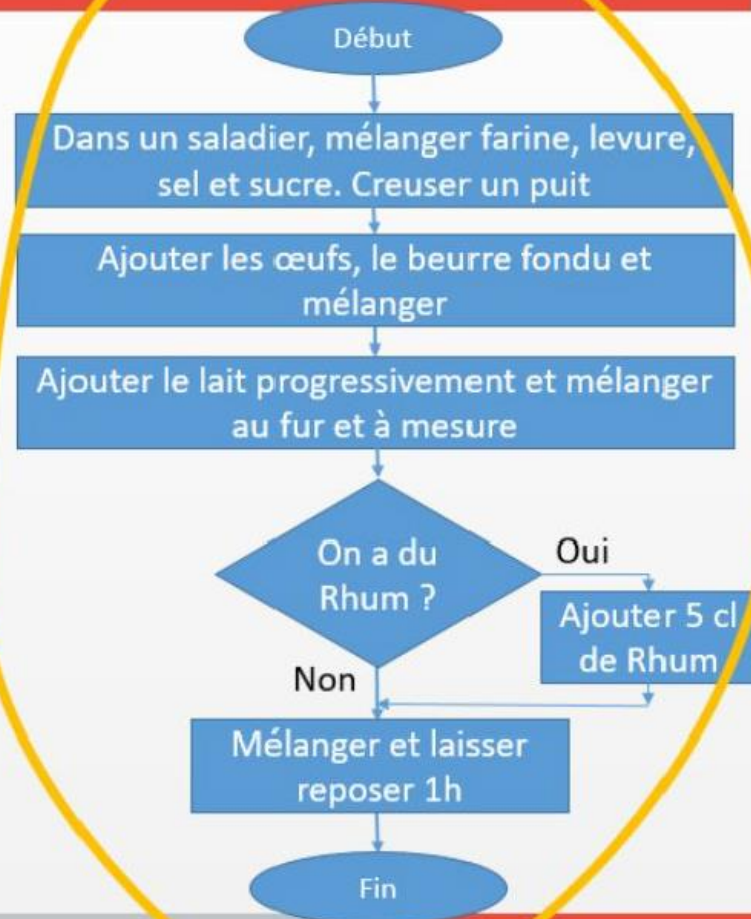 Début
Dans un saladier, mélanger farine, levure,
sel et sucre. Creuser un puit
Ajouter les œufs, le beurre fondu et
mélanger
Ajouter le lait progressivement et mélanger
au fur et à mesure
On a du
Rhum ?
Oui
Ajouter 5 cl
de Rhum
Non
Mélanger et laisser
reposer 1h
Fin